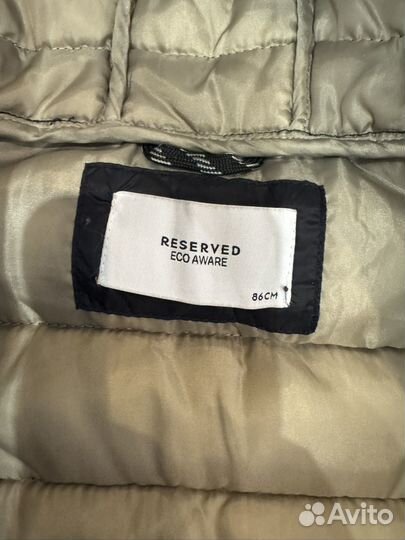 RESERVED
ECO AWARE
86CM
Avito